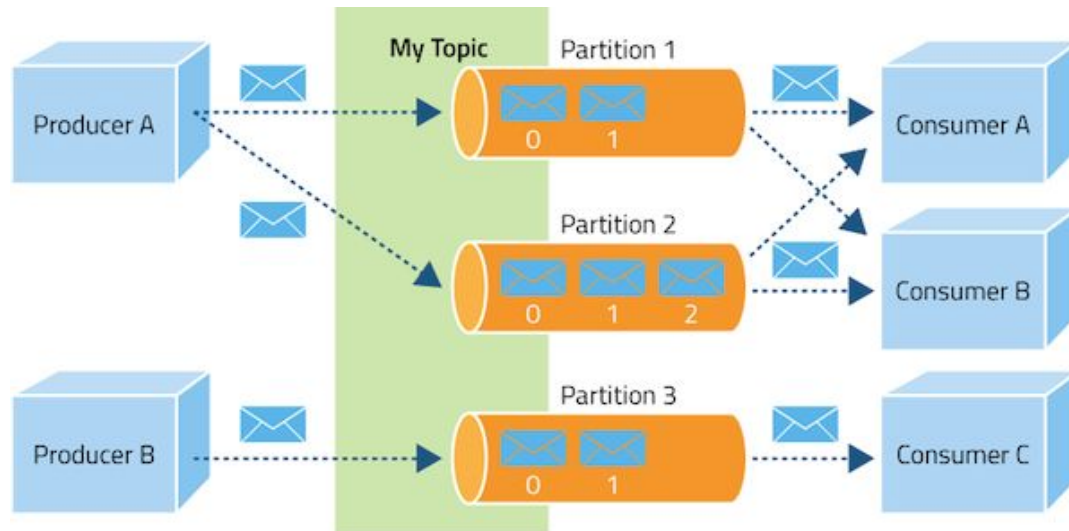 My Topic
Partition 1
Producer A
0 1
Consumer A
Partition 2
0 1 2
Consumer B
Partition 3
Producer B
0 1
Consumer C